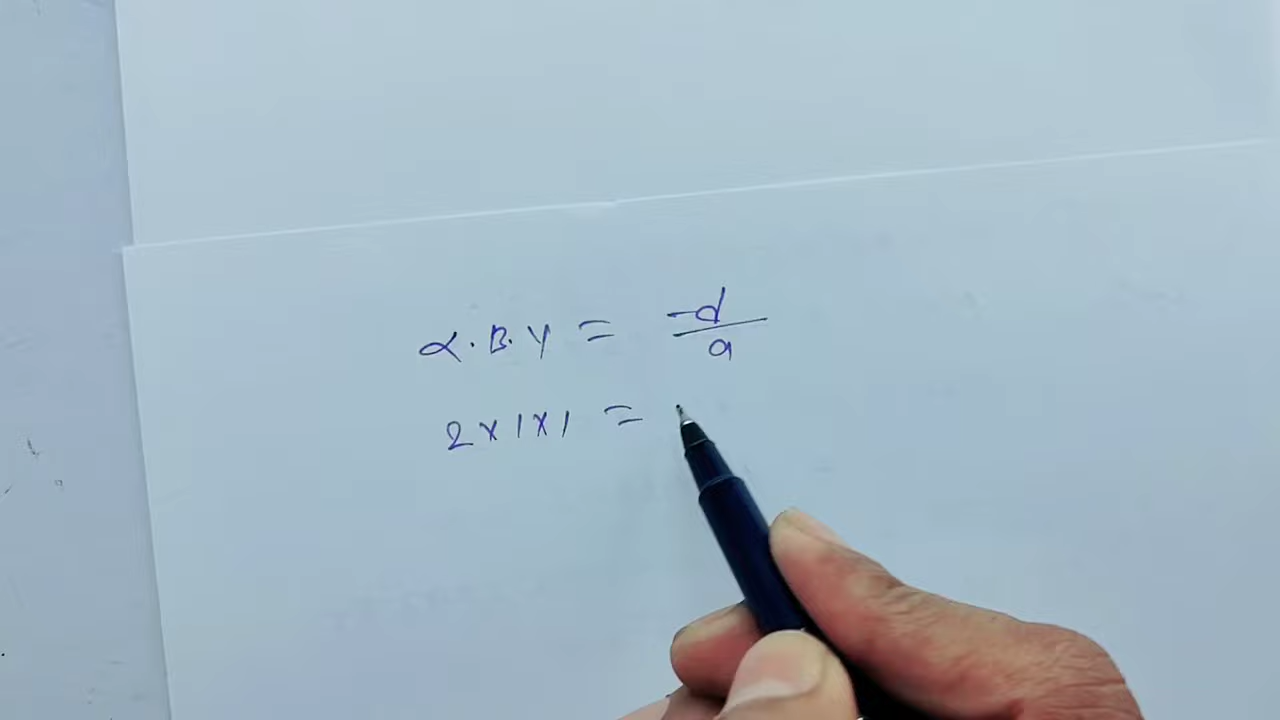 α . B. γ = -d/a
2 x 1 x 1 =